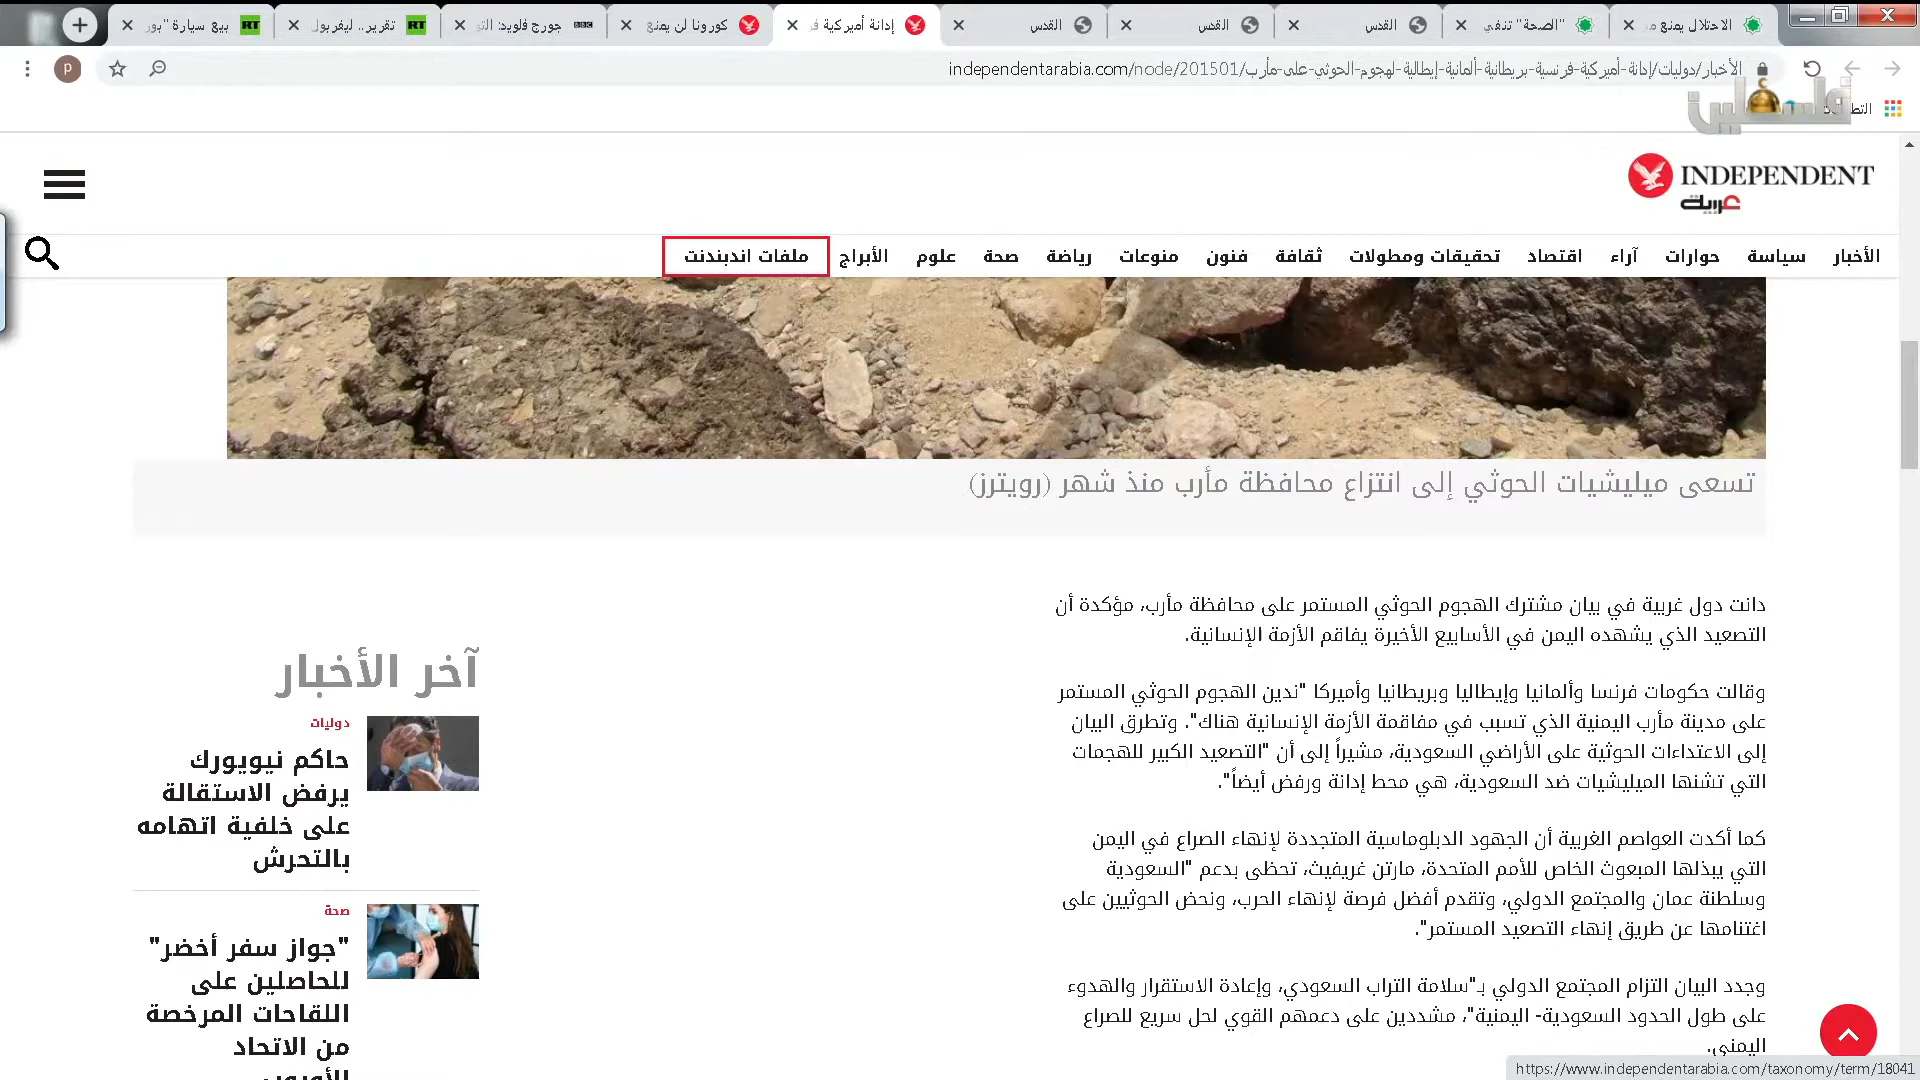 الاحتلال يمنع
"الصحة" تنفي
القدس
القدس
القدس
إدانة أميركية
كورونا لن يمنع
BBC
جورج فلويد:
RT
تقرير.. ليفربول
RT
بيع سيارة
p
independentarabia.com/node/201501/الأخبار/دوليات/إدانة-أميركية-فرنسية-بريطانية-ألمانية-إيطالية-لهجوم-الحوثي-على-مأرب
فلسطين
INDEPENDENT
عربية
الأخبار سياسة حوارات آراء اقتصاد تحقيقات ومطولات ثقافة فنون منوعات رياضة صحة علوم الأبراج ملفات اندبندنت
تسعى ميليشيات الحوثي إلى انتزاع محافظة مأرب منذ شهر (رويترز)
دانت دول غربية في بيان مشترك الهجوم الحوثي المستمر على محافظة مأرب، مؤكدة أن
التصعيد الذي يشهده اليمن في الأسابيع الأخيرة يفاقم الأزمة الإنسانية.
وقالت حكومات فرنسا وألمانيا وإيطاليا وبريطانيا وأميركا "ندين الهجوم الحوثي المستمر
على مدينة مأرب اليمنية الذي تسبب في مفاقمة الأزمة الإنسانية هناك". وتطرق البيان
إلى الاعتداءات الحوثية على الأراضي السعودية، مشيراً إلى أن "التصعيد الكبير للهجمات
التي تشنها الميليشيات ضد السعودية، هي محط إدانة ورفض أيضاً".
كما أكدت العواصم الغربية أن الجهود الدبلوماسية المتجددة لإنهاء الصراع في اليمن
التي يبذلها المبعوث الخاص للأمم المتحدة، مارتن غريفيث، تحظى بدعم "السعودية
وسلطنة عمان والمجتمع الدولي، وتقدم أفضل فرصة لإنهاء الحرب، ونحض الحوثيين على
اغتنامها عن طريق إنهاء التصعيد المستمر".
وجدد البيان التزام المجتمع الدولي بـ"سلامة التراب السعودي، وإعادة الاستقرار والهدوء
على طول الحدود السعودية- اليمنية"، مشددين على دعمهم القوي لحل سريع للصراع
اليمني.
آخر الأخبار
دوليات
حاكم نيويورك
يرفض الاستقالة
على خلفية اتهامه
بالتحرش
صحة
"جواز سفر أخضر"
للحاصلين على
اللقاحات المرخصة
من الاتحاد
الأوروبي
https://www.independentarabia.com/taxonomy/term/18041